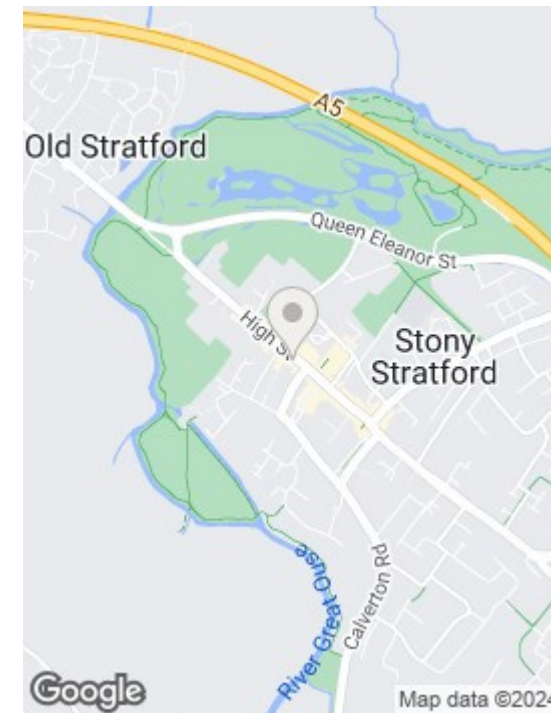 A5
Old Stratford
Queen Eleanor St
High St
Stony
Stratford
Calverton Rd
River Great Ouse
Google
Map data ©2024